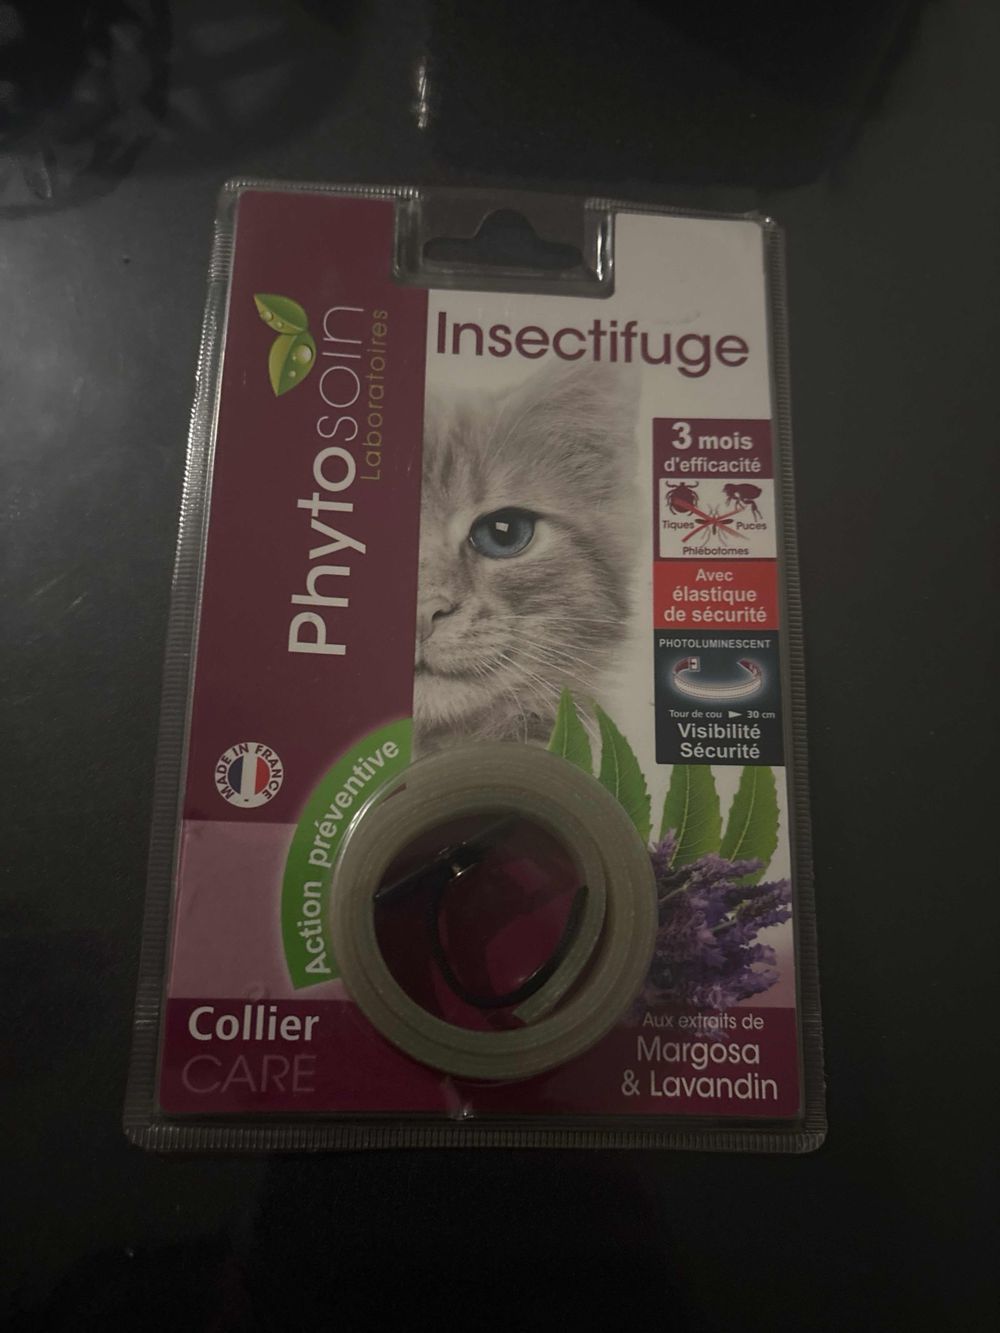 Phytosoin
Laboratoires
Insectifuge
3 mois
d'efficacité
Tiques
Puces
Phlébotomes
Avec
élastique
de sécurité
PHOTOLUMINESCENT
Tour de cou ► 30 cm
Visibilité
Sécurité
MADE IN FRANCE
Action préventive
Collier
CARE
Aux extraits de
Margosa
& Lavandin